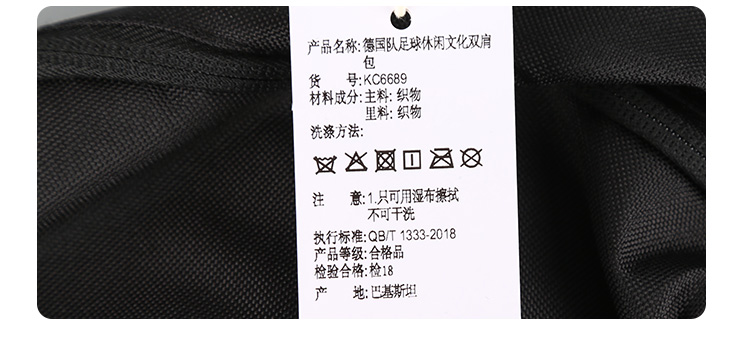 产品名称: 德国队足球休闲文化双肩
包
货 号: KC6689
材料成分: 主料: 织物
里料: 织物
洗涤方法:
注 意: 1.只可用湿布擦拭
不可干洗
执行标准: QB/T 1333-2018
产品等级: 合格品
检验合格: 检18
产 地: 巴基斯坦